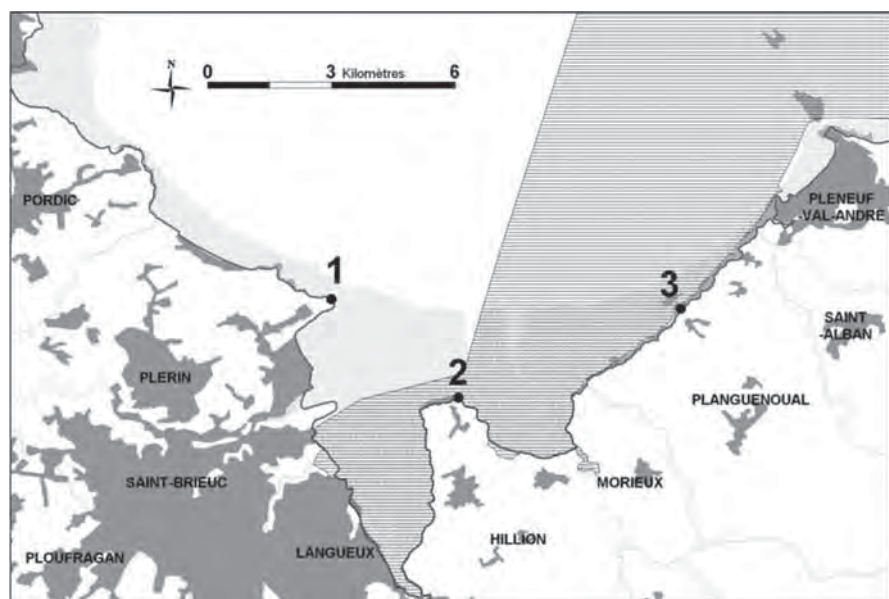 N
0 3 Kilomètres 6
PORDIC
PLENEUF
-VAL-ANDRE
1
3
SAINT
-ALBAN
PLERIN
2
PLANGUENOUAL
SAINT-BRIEUC
MORIEUX
HILLION
LANGUEUX
PLOUFRAGAN